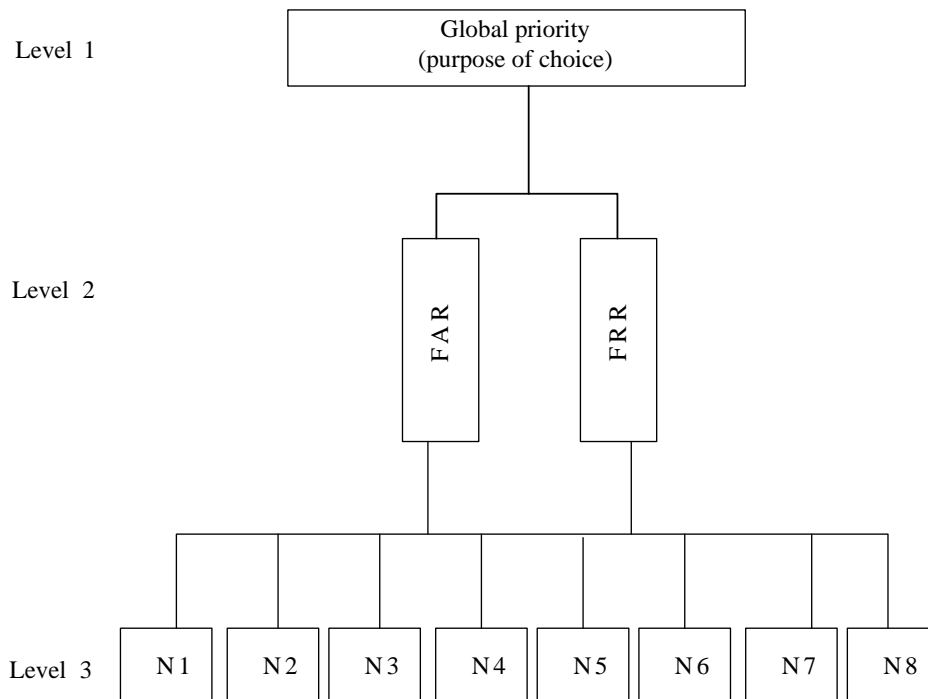 Level 1
Global priority
(purpose of choice)
Level 2
FAR
FRR
Level 3
N1
N2
N3
N4
N5
N6
N7
N8